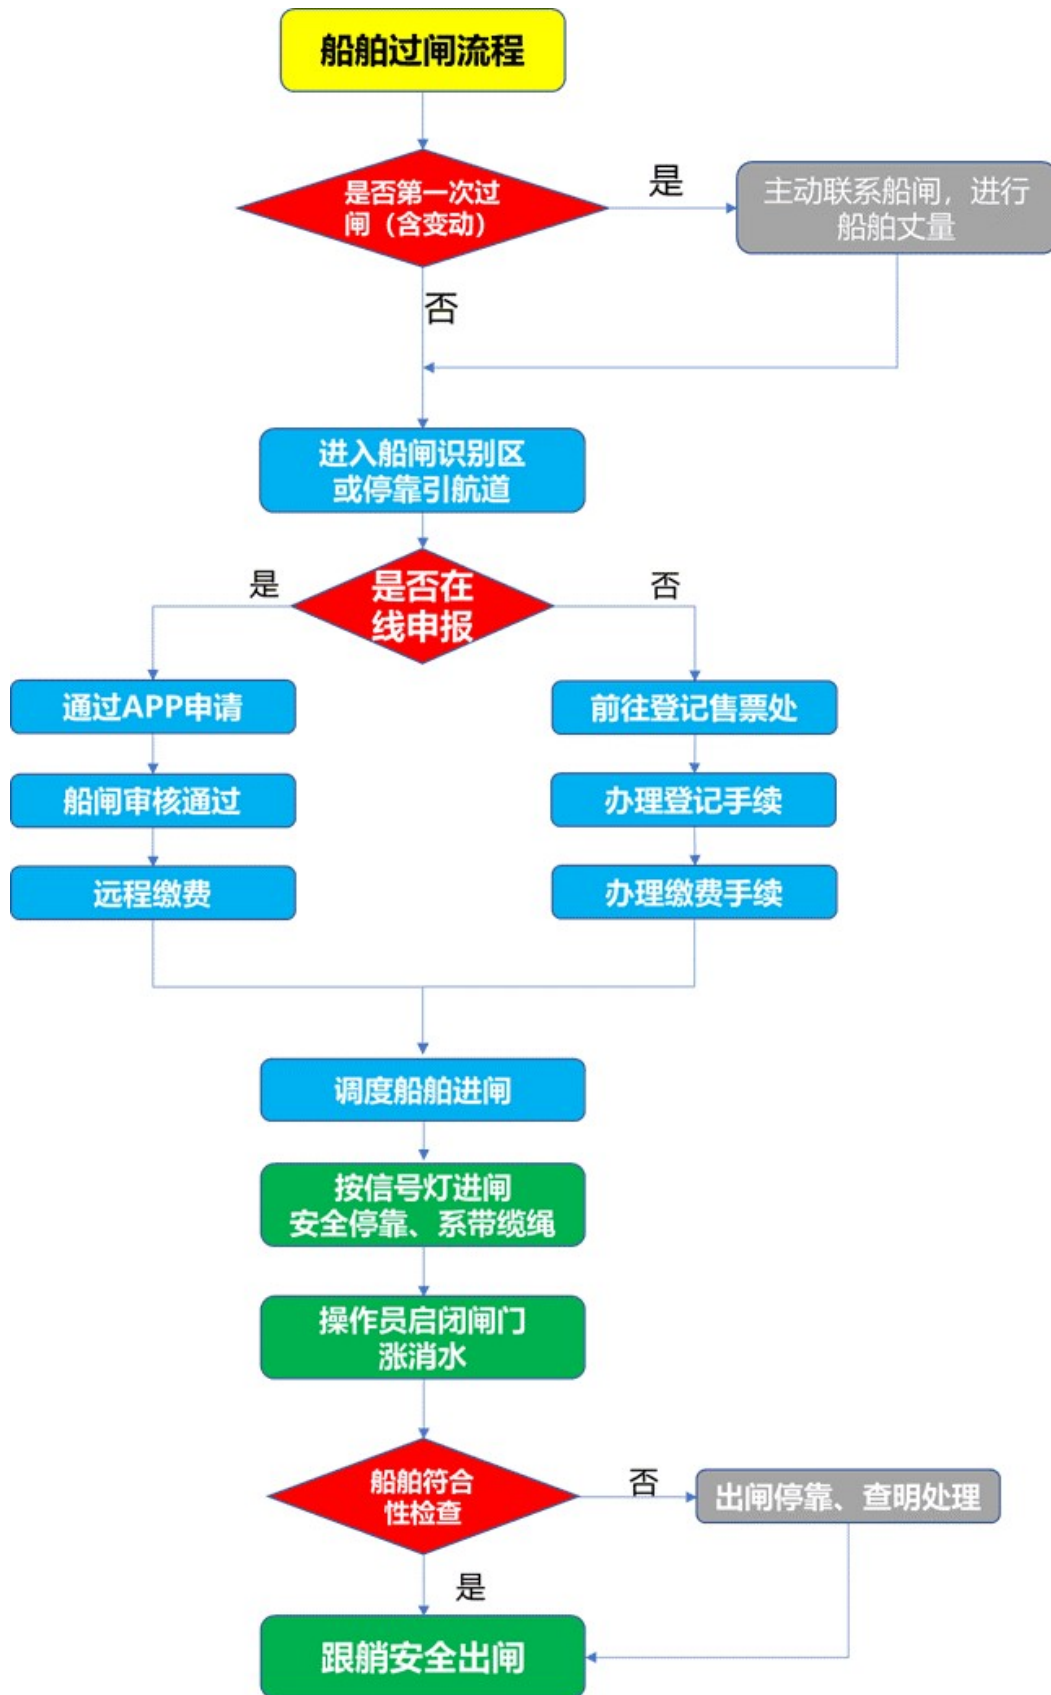 船舶过闸流程
是否第一次过
闸（含变动）
是
主动联系船闸，进行
船舶丈量
否
进入船闸识别区
或停靠引航道
是否在
线申报
是
否
通过APP申请
前往登记售票处
船闸审核通过
办理登记手续
远程缴费
办理缴费手续
调度船舶进闸
按信号灯进闸
安全停靠、系带缆绳
操作员启闭闸门
涨消水
船舶符合
性检查
否
出闸停靠、查明处理
是
跟艄安全出闸